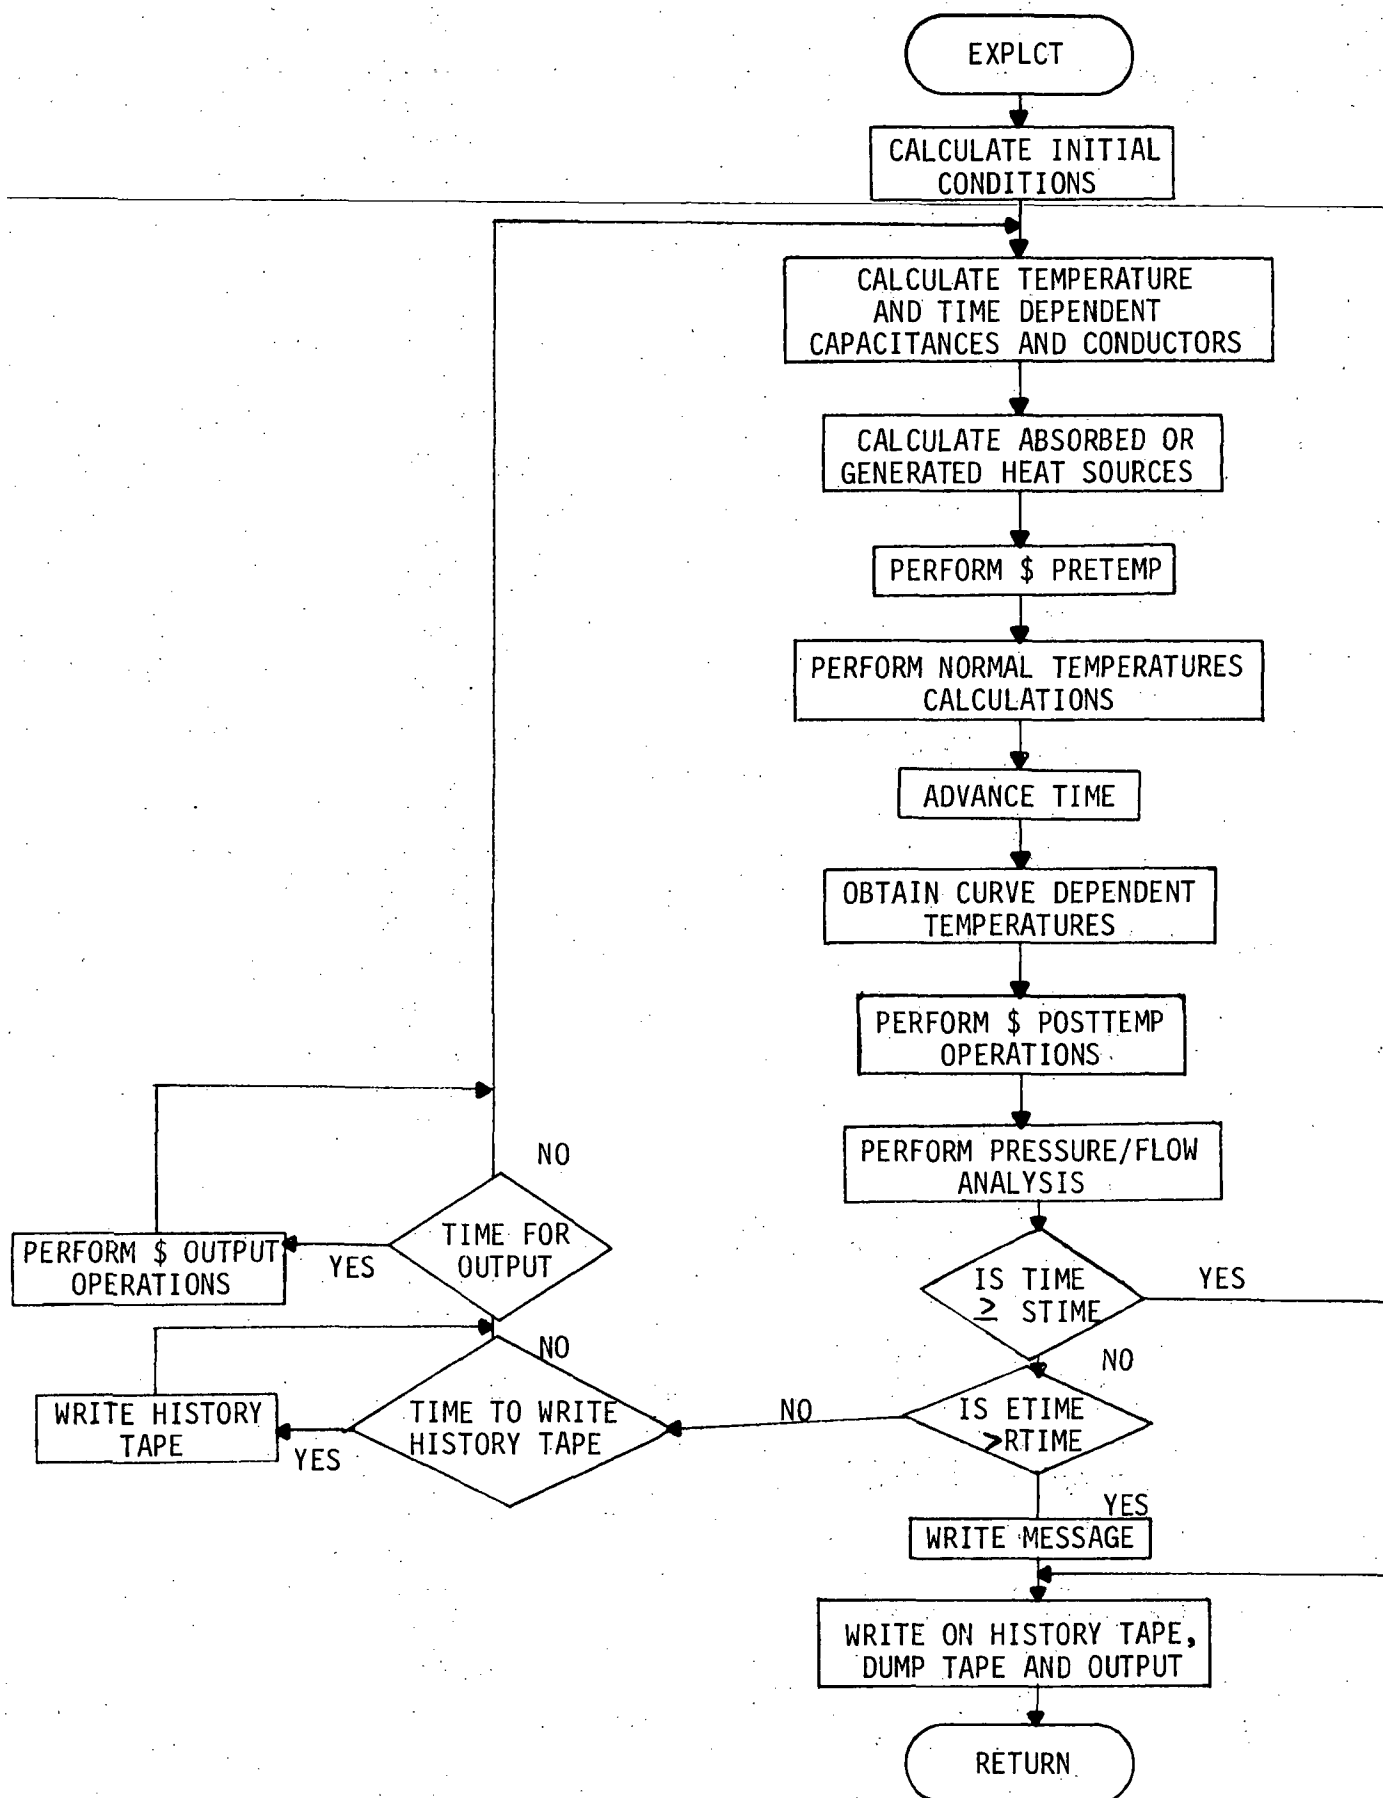 EXPLCT
CALCULATE INITIAL
CONDITIONS
CALCULATE TEMPERATURE
AND TIME DEPENDENT
CAPACITANCES AND CONDUCTORS
CALCULATE ABSORBED OR
GENERATED HEAT SOURCES
PERFORM $ PRETEMP
PERFORM NORMAL TEMPERATURES
CALCULATIONS
ADVANCE TIME
OBTAIN CURVE DEPENDENT
TEMPERATURES
PERFORM $ POSTTEMP
OPERATIONS
PERFORM PRESSURE/FLOW
ANALYSIS
IS TIME
≥ STIME
YES
NO
IS ETIME
>RTIME
NO
YES
WRITE MESSAGE
WRITE ON HISTORY TAPE,
DUMP TAPE AND OUTPUT
RETURN
TIME TO WRITE
HISTORY TAPE
YES
NO
WRITE HISTORY
TAPE
TIME FOR
OUTPUT
YES
NO
PERFORM $ OUTPUT
OPERATIONS